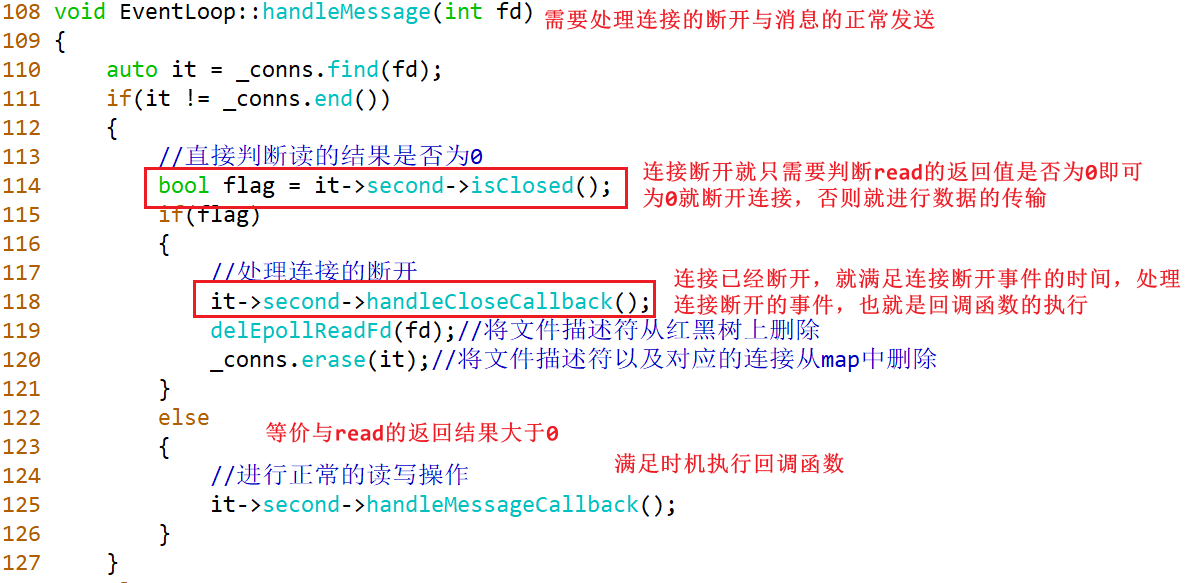 108 void EventLoop::handleMessage(int fd) 需要处理连接的断开与消息的正常发送
109 {
110 auto it = _conns.find(fd);
111 if(it != _conns.end())
112 {
113 //直接判断读的结果是否为0
114 bool flag = it->second->isClosed(); 连接断开就只需要判断read的返回值是否为0即可
为0就断开连接，否则就进行数据的传输
115 if(flag)
116 {
117 //处理连接的断开
118 it->second->handleCloseCallback(); 连接已经断开，就满足连接断开事件的时间，处理
连接断开的事件，也就是回调函数的执行
119 delEpollReadFd(fd);//将文件描述符从红黑树上删除
120 _conns.erase(it);//将文件描述符以及对应的连接从map中删除
121 }
122 else
等价与read的返回结果大于0
123 {
满足时机执行回调函数
124 //进行正常的读写操作
125 it->second->handleMessageCallback();
126 }
127 }